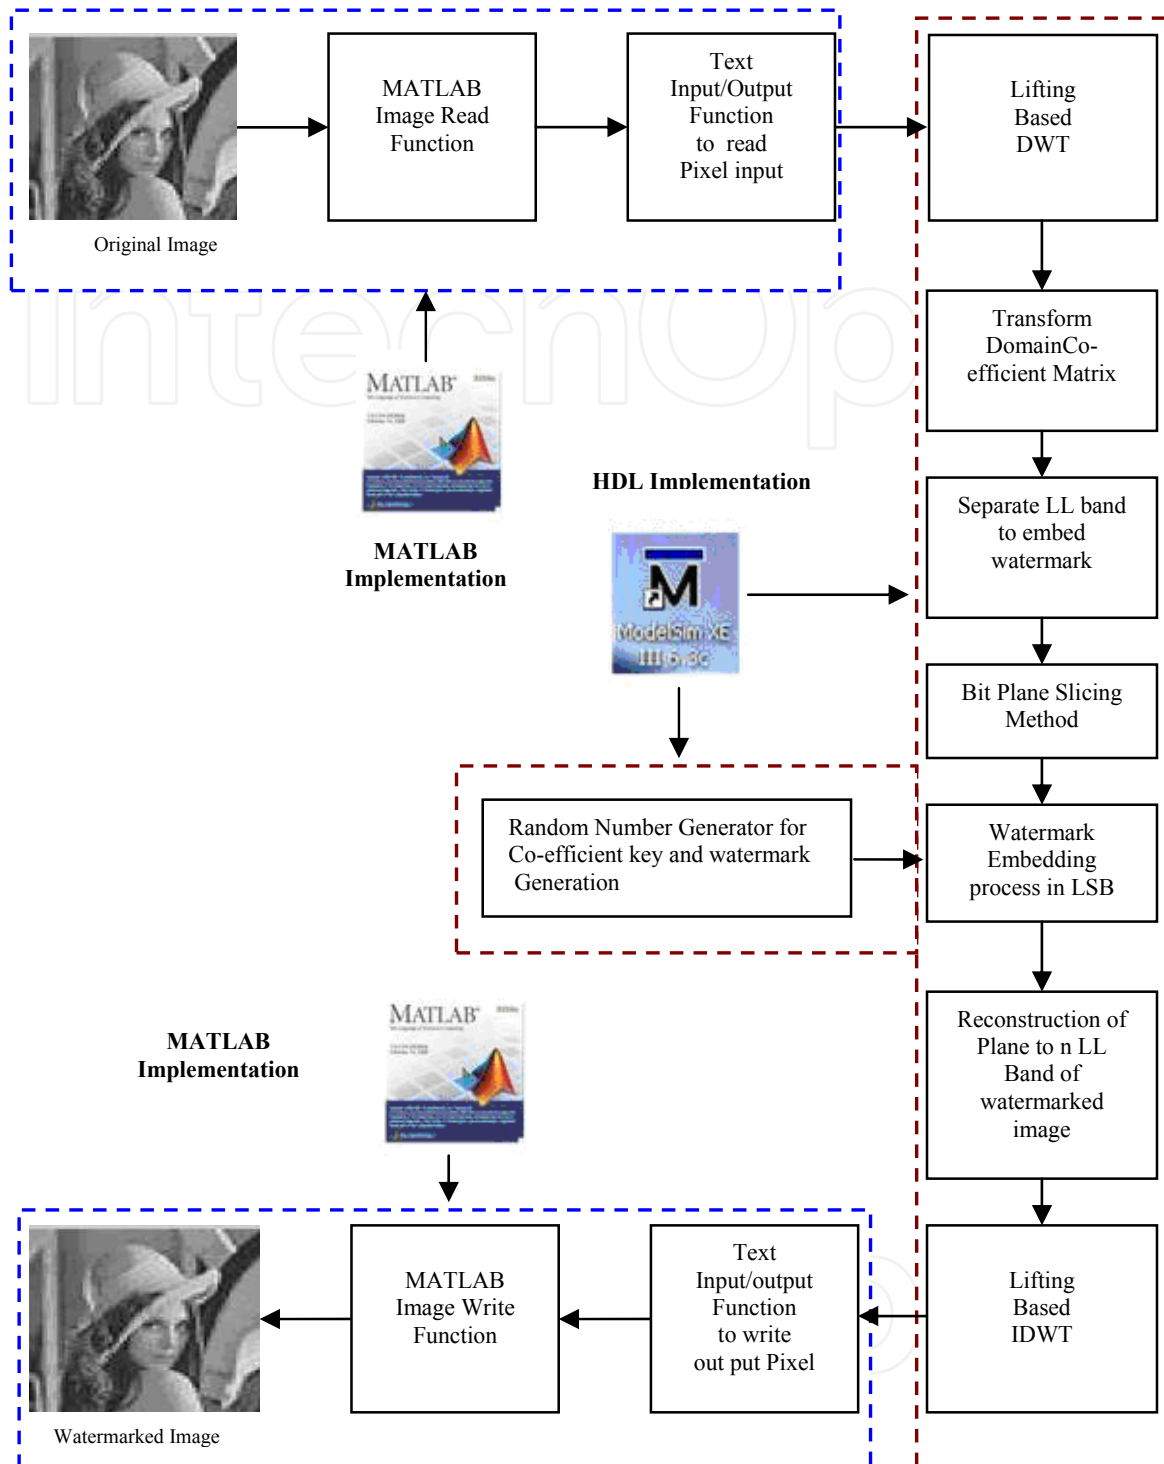 MATLAB
Image Read
Function
Text
Input/Output
Function
to read
Pixel input
Lifting
Based
DWT
Original Image
Transform
DomainCo-
efficient Matrix
MATLAB
MATLAB
Implementation
HDL Implementation
M
ModelSim XE
III 6.3c
Separate LL band
to embed
watermark
Bit Plane Slicing
Method
Random Number Generator for
Co-efficient key and watermark
Generation
Watermark
Embedding
process in LSB
MATLAB
Implementation
MATLAB
Reconstruction of
Plane to n LL
Band of
watermarked
image
MATLAB
Image Write
Function
Text
Input/output
Function
to write
out put Pixel
Lifting
Based
IDWT
Watermarked Image